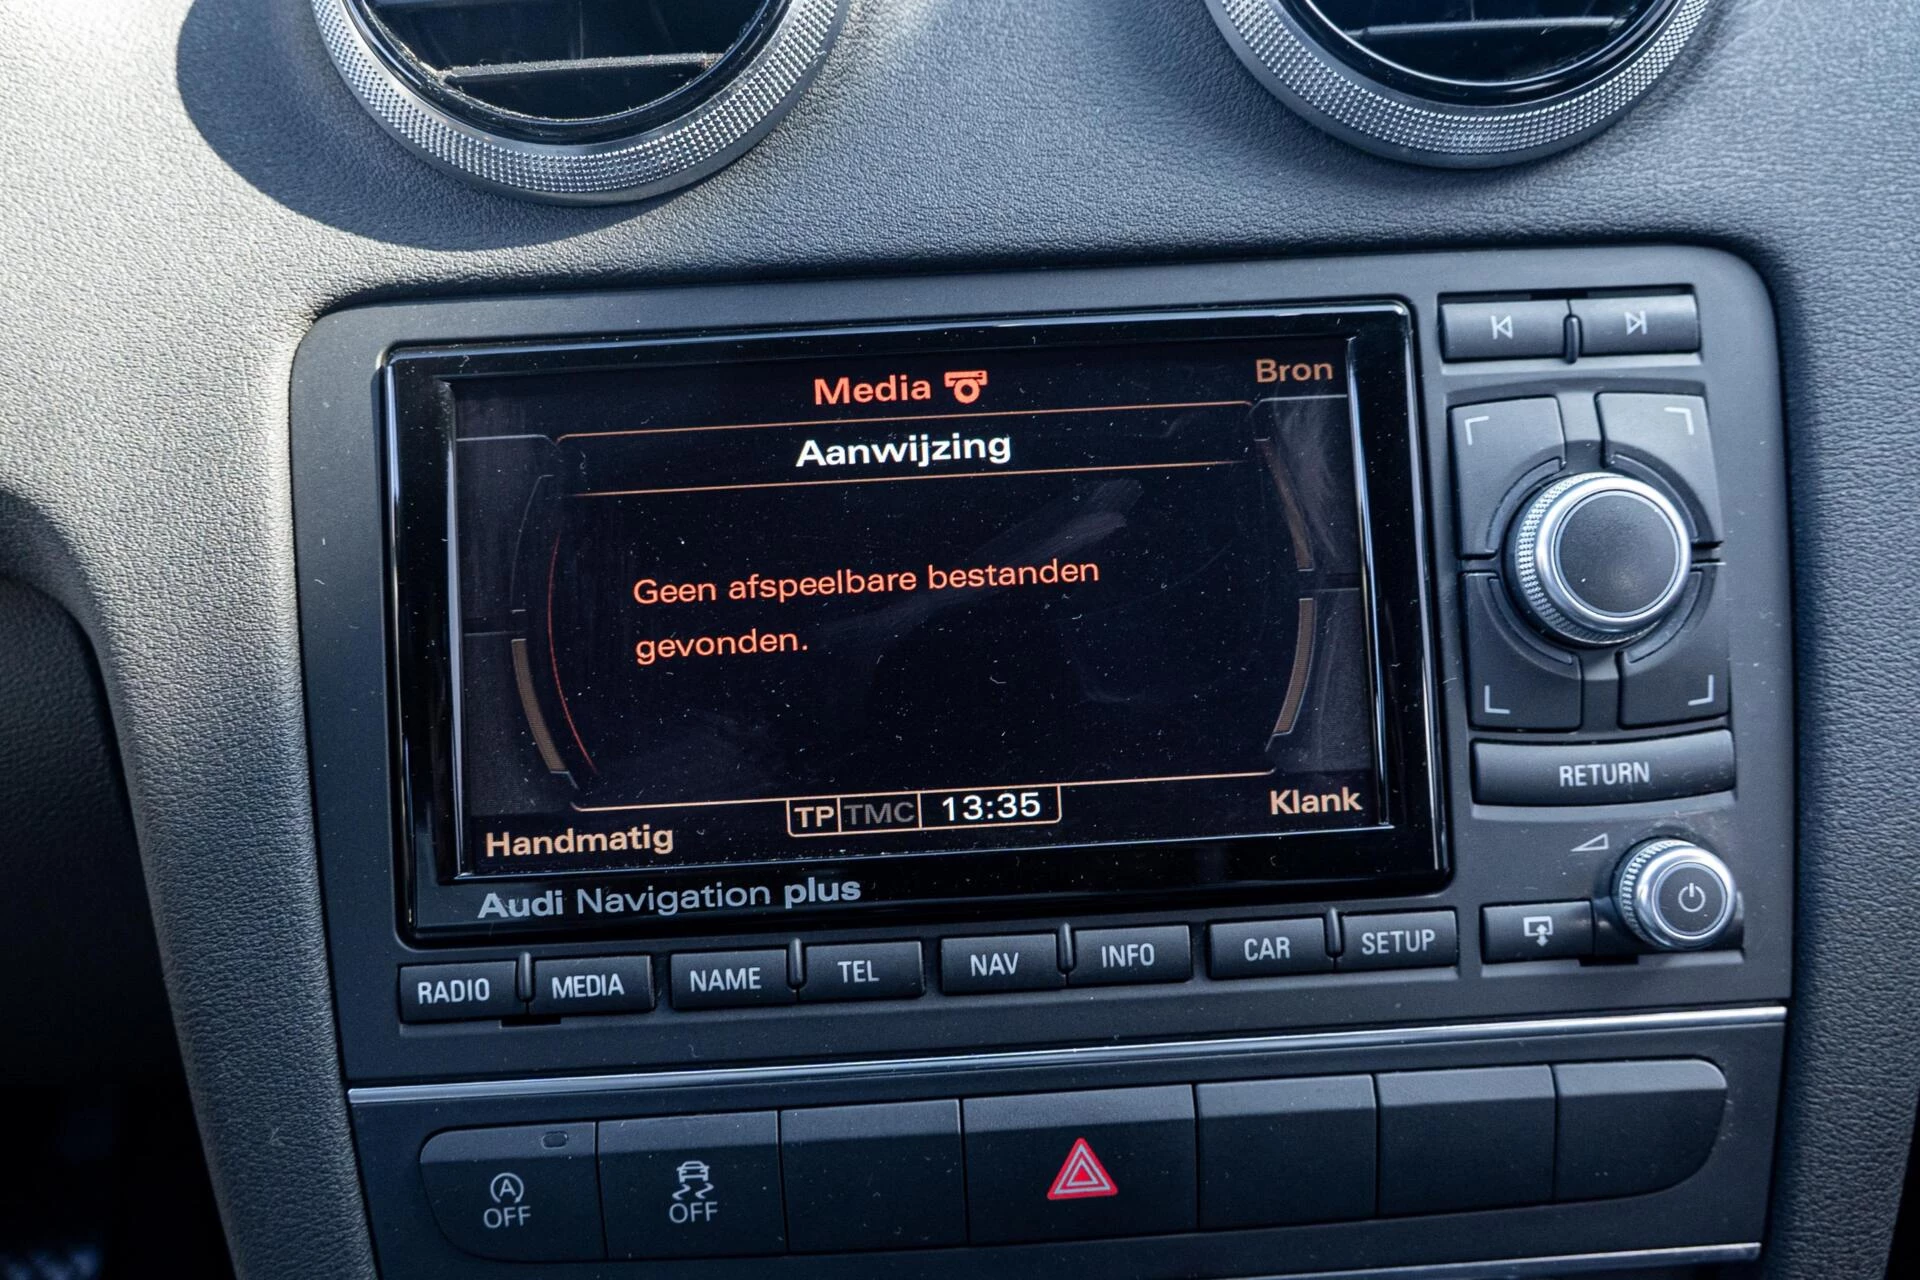 Media
Bron
Aanwijzing
Geen afspeelbare bestanden
gevonden.
Handmatig
TP TMC 13:35
Klank
Audi Navigation plus
RETURN
RADIO MEDIA NAME TEL NAV INFO CAR SETUP
A
OFF
OFF